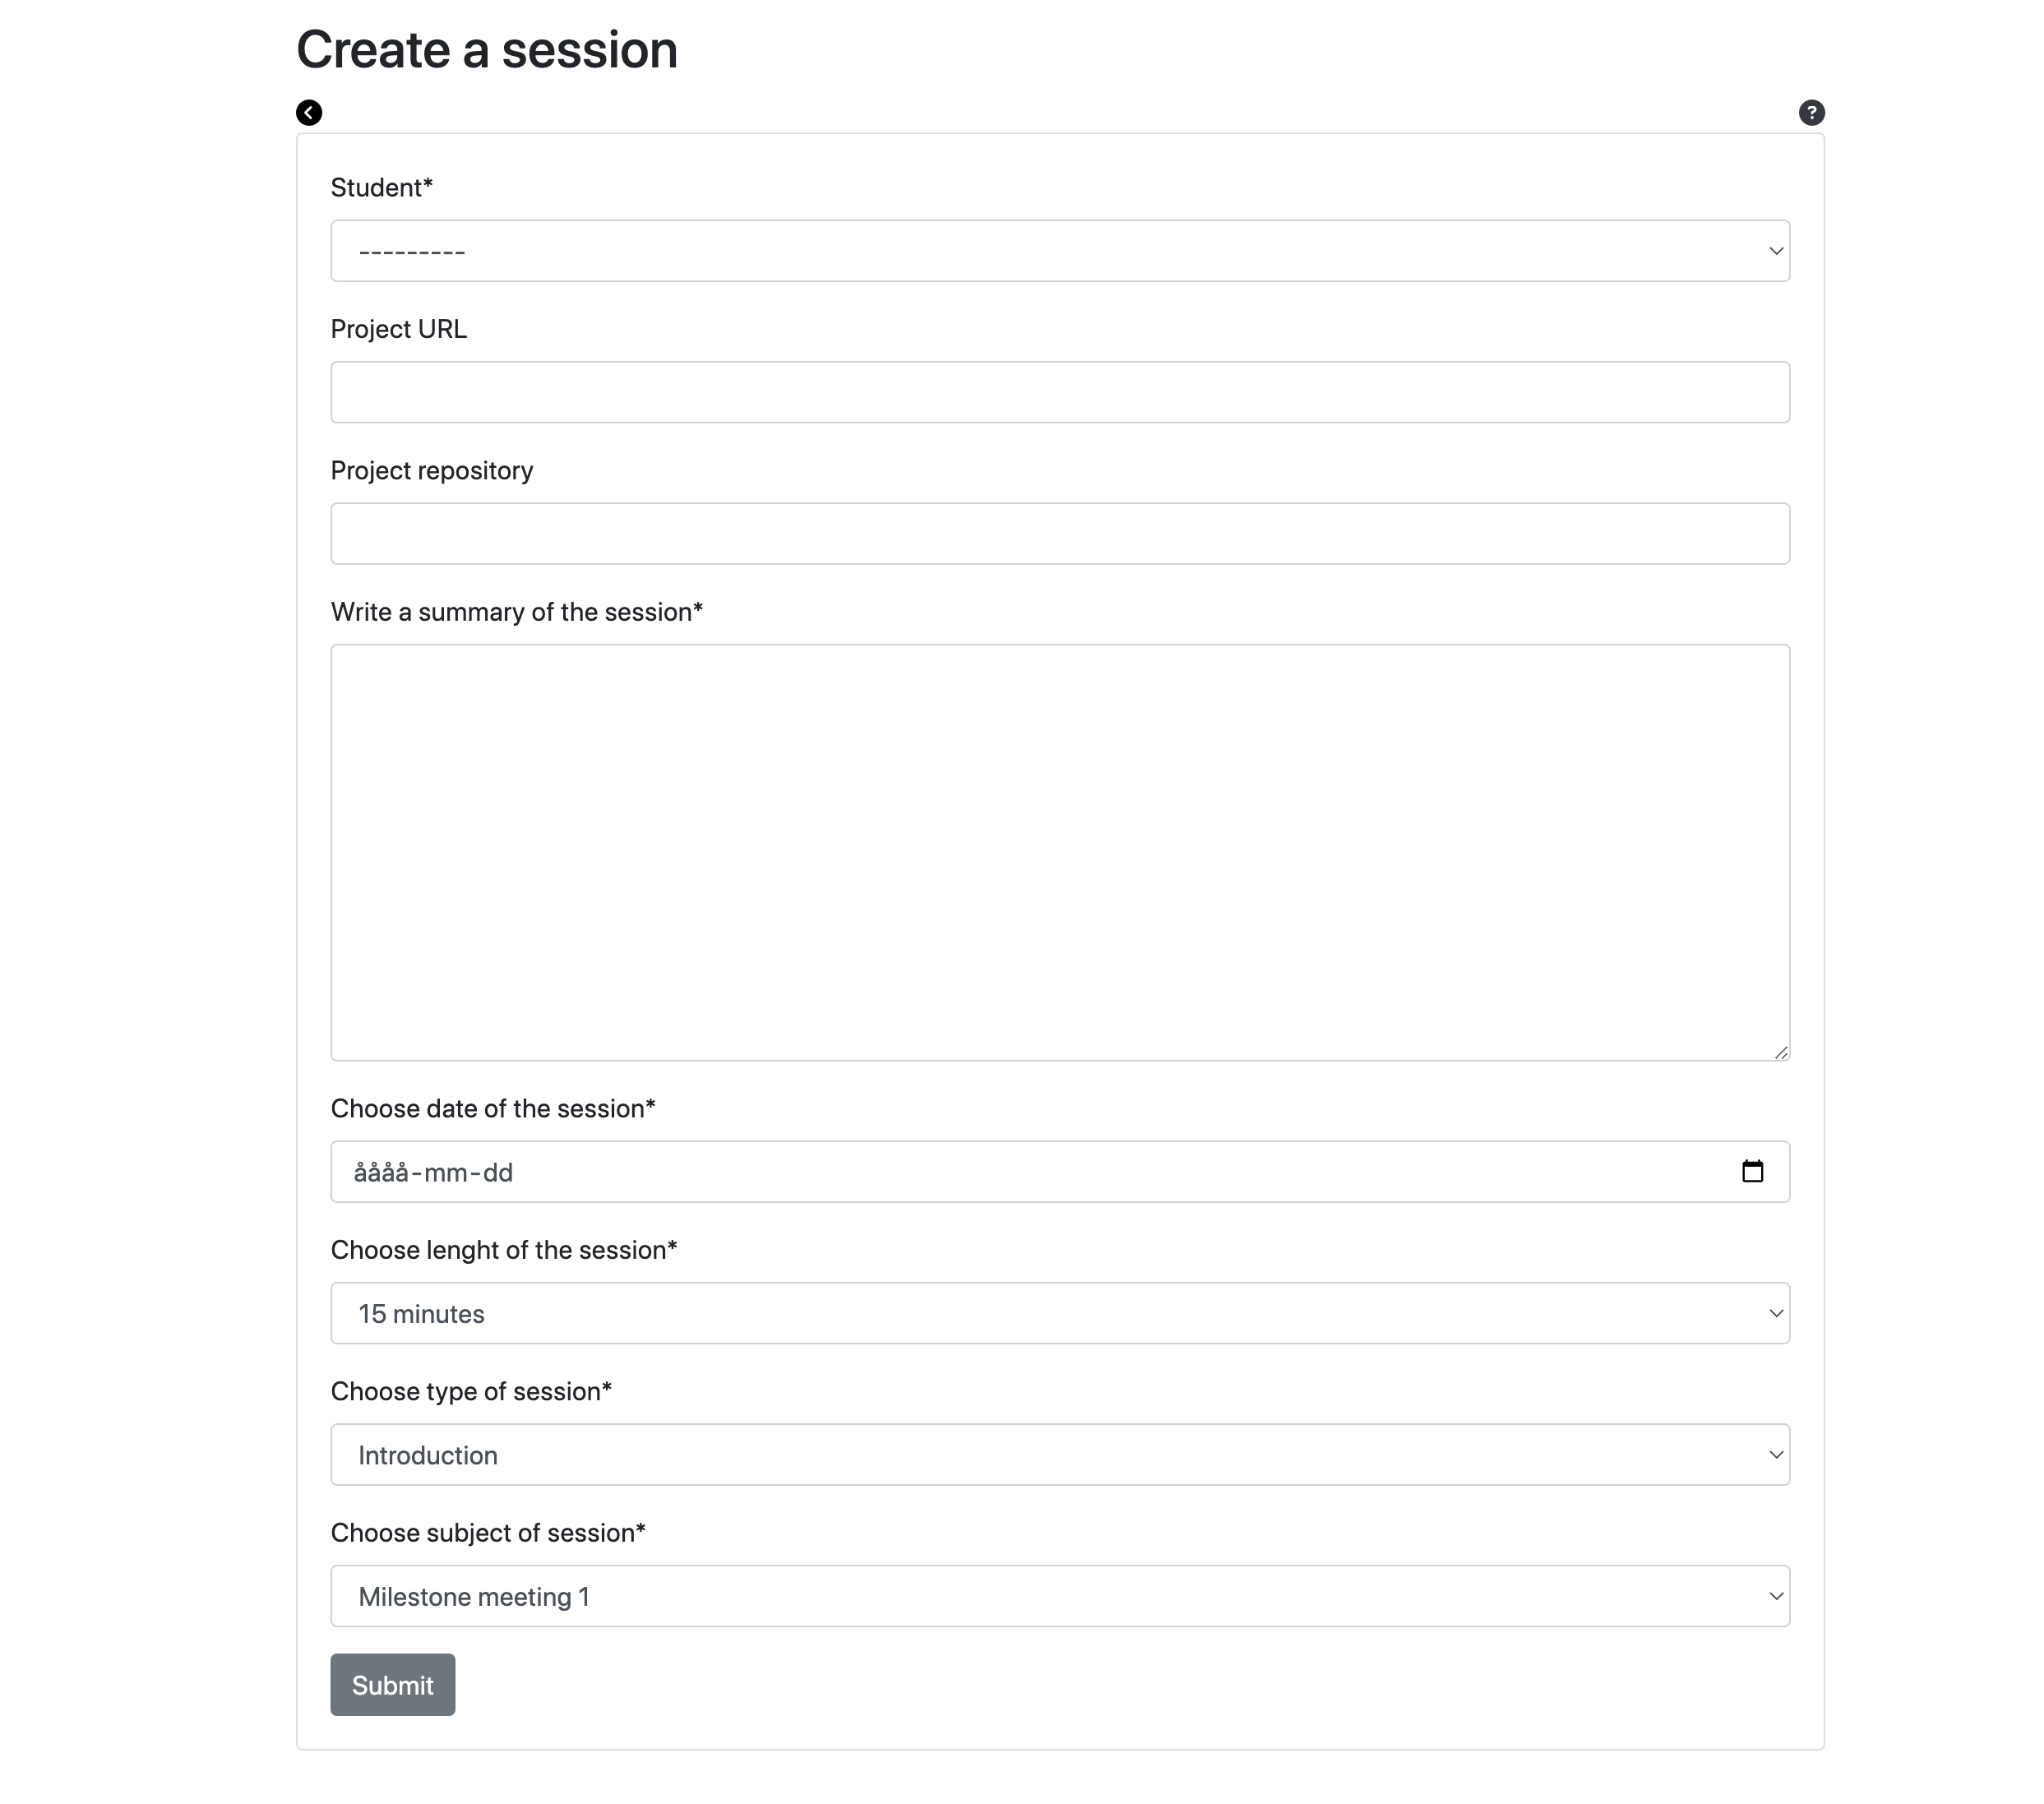 Create a session
?
Student*
---------
Project URL
Project repository
Write a summary of the session*
Choose date of the session*
åååå-mm-dd
Choose lenght of the session*
15 minutes
Choose type of session*
Introduction
Choose subject of session*
Milestone meeting 1
Submit